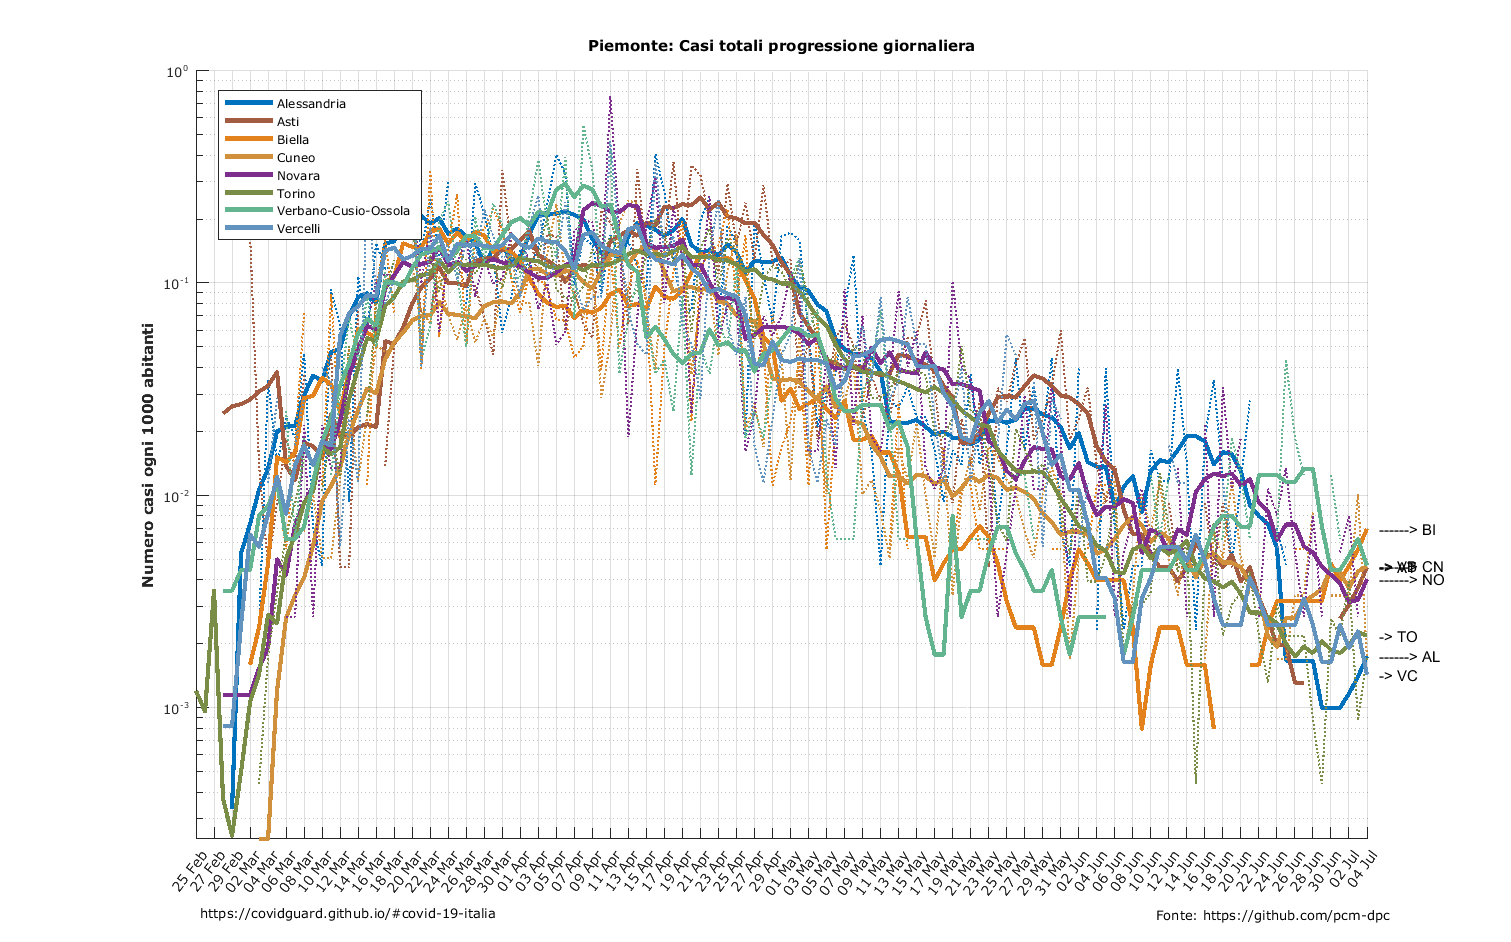 Piemonte: Casi totali progressione giornaliera
10^0
10^-1
10^-2
10^-3
Numero casi ogni 1000 abitanti
Alessandria
Asti
Biella
Cuneo
Novara
Torino
Verbano-Cusio-Ossola
Vercelli
------> BI
CN
-----> NO
-> TO
------> AL
-> VC
25 Feb
27 Feb
29 Feb
02 Mar
04 Mar
06 Mar
08 Mar
10 Mar
12 Mar
14 Mar
16 Mar
18 Mar
20 Mar
22 Mar
24 Mar
26 Mar
28 Mar
30 Mar
01 Apr
03 Apr
05 Apr
07 Apr
09 Apr
11 Apr
13 Apr
15 Apr
17 Apr
19 Apr
21 Apr
23 Apr
25 Apr
27 Apr
29 Apr
01 May
03 May
05 May
07 May
09 May
11 May
13 May
15 May
17 May
19 May
21 May
23 May
25 May
27 May
29 May
31 May
02 Jun
04 Jun
06 Jun
08 Jun
10 Jun
12 Jun
14 Jun
16 Jun
18 Jun
20 Jun
22 Jun
24 Jun
26 Jun
28 Jun
30 Jun
02 Jul
04 Jul
https://covidguard.github.io/#covid-19-italia
Fonte: https://github.com/pcm-dpc